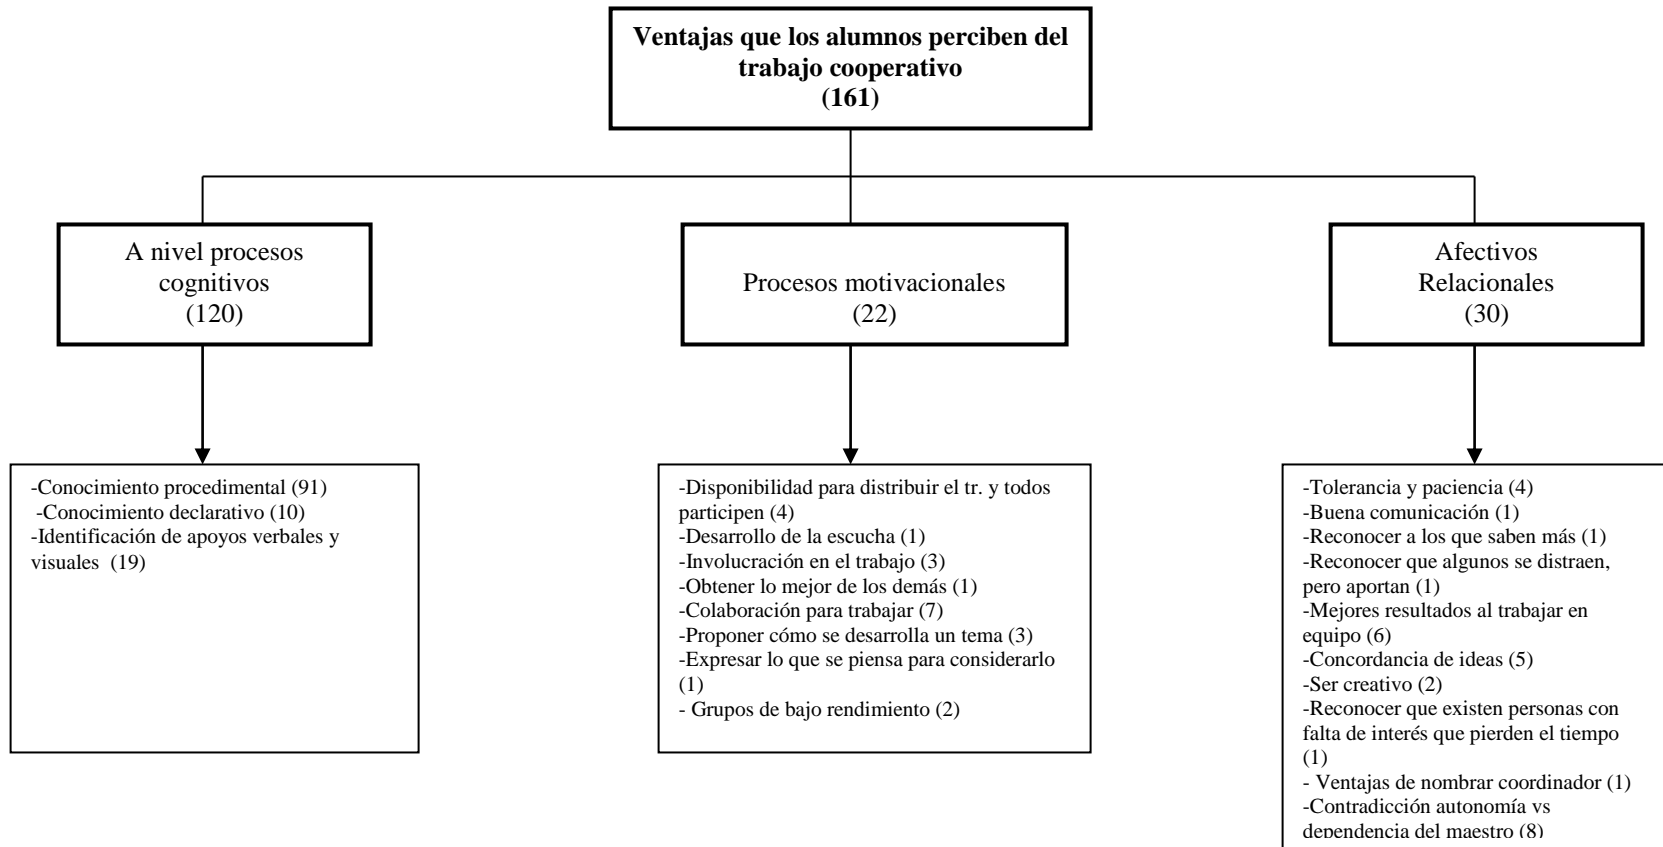 Ventajas que los alumnos perciben del
trabajo cooperativo
(161)
A nivel procesos
cognitivos
(120)
Procesos motivacionales
(22)
Afectivos
Relacionales
(30)
-Conocimiento procedimental (91)
-Conocimiento declarativo (10)
-Identificación de apoyos verbales y
visuales (19)
-Disponibilidad para distribuir el tr. y todos
participen (4)
-Desarrollo de la escucha (1)
-Involucración en el trabajo (3)
-Obtener lo mejor de los demás (1)
-Colaboración para trabajar (7)
-Proponer cómo se desarrolla un tema (3)
-Expresar lo que se piensa para considerarlo
(1)
- Grupos de bajo rendimiento (2)
-Tolerancia y paciencia (4)
-Buena comunicación (1)
-Reconocer a los que saben más (1)
-Reconocer que algunos se distraen,
pero aportan (1)
-Mejores resultados al trabajar en
equipo (6)
-Concordancia de ideas (5)
-Ser creativo (2)
-Reconocer que existen personas con
falta de interés que pierden el tiempo
(1)
- Ventajas de nombrar coordinador (1)
-Contradicción autonomía vs
dependencia del maestro (8)